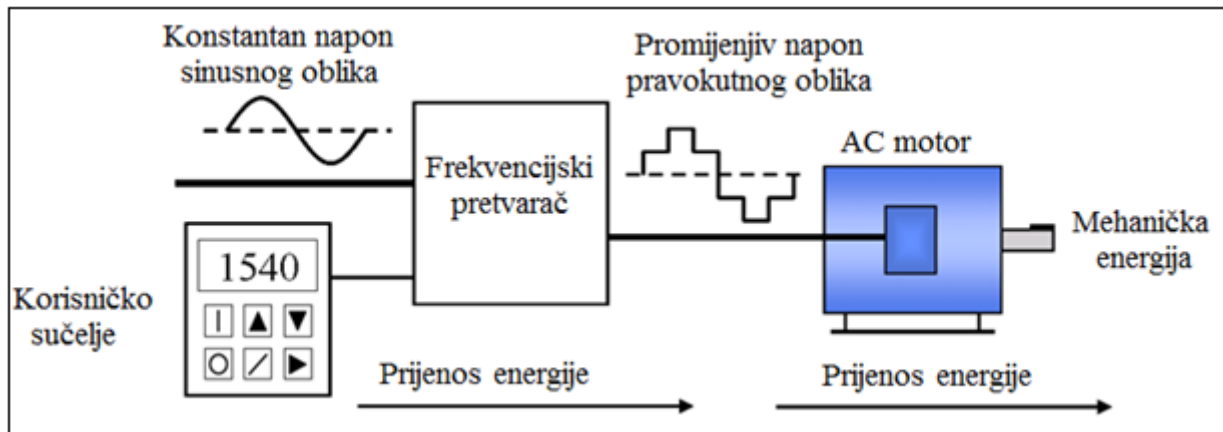 Konstantan napon
sinusnog oblika
Promijenjiv napon
pravokutnog oblika
AC motor
Frekvencijski
pretvarač
Mehanička
energija
1540
Korisničko
sučelje
Prijenos energije
Prijenos energije